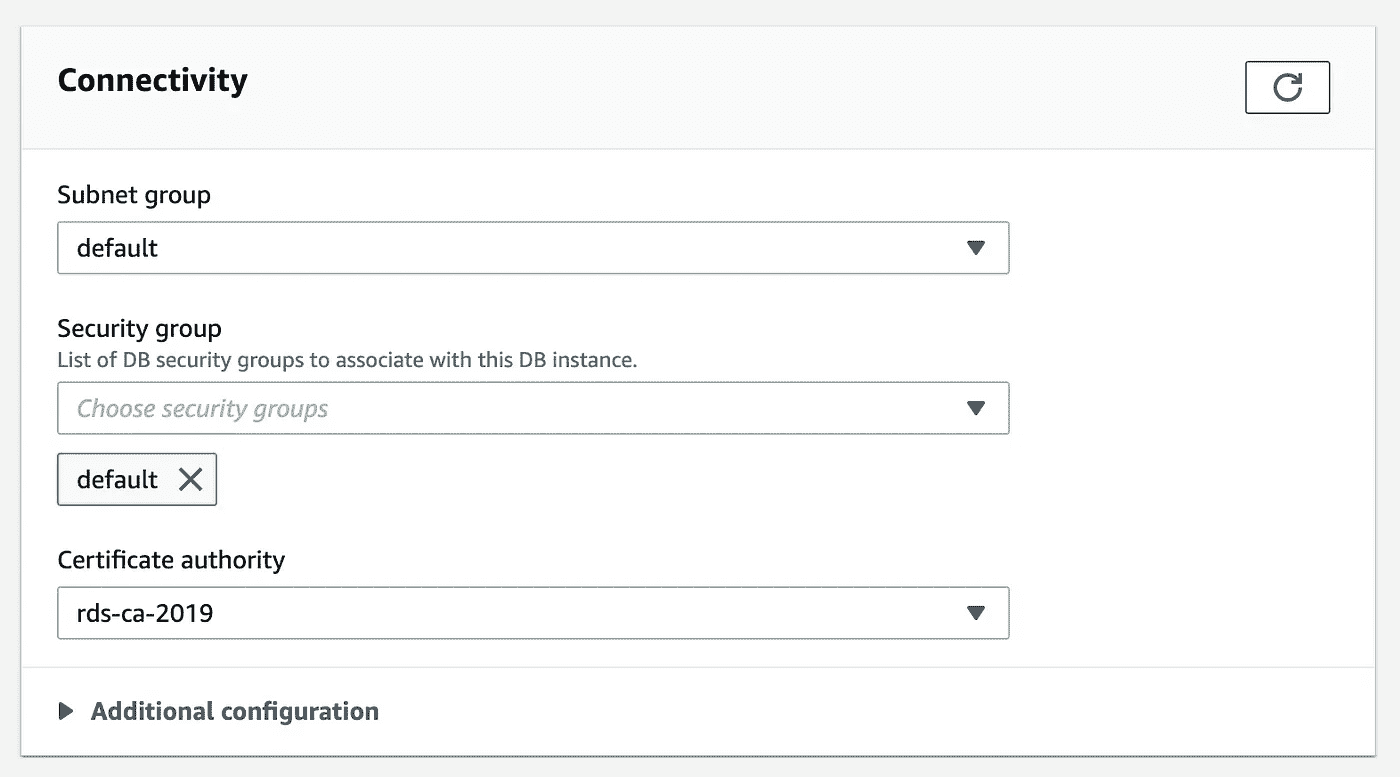 Connectivity
Subnet group
default
Security group
List of DB security groups to associate with this DB instance.
Choose security groups
default
Certificate authority
rds-ca-2019
Additional configuration